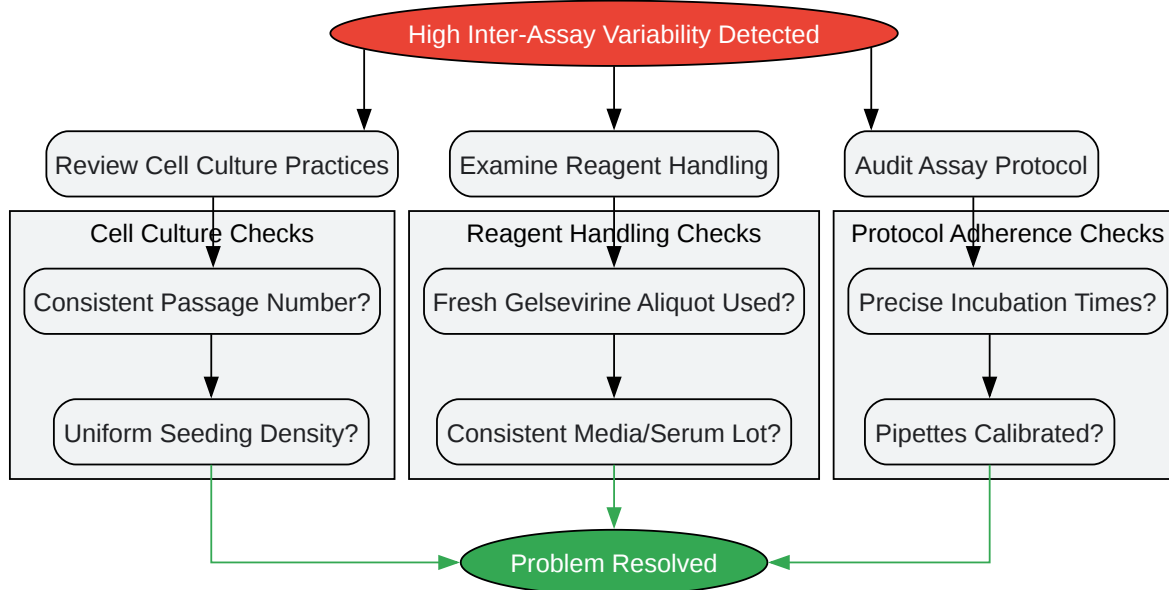 High Inter-Assay Variability Detected
Review Cell Culture Practices
Examine Reagent Handling
Audit Assay Protocol
Cell Culture Checks
Reagent Handling Checks
Protocol Adherence Checks
Consistent Passage Number?
Fresh Gelsevirine Aliquot Used?
Precise Incubation Times?
Uniform Seeding Density?
Consistent Media/Serum Lot?
Pipettes Calibrated?
Problem Resolved